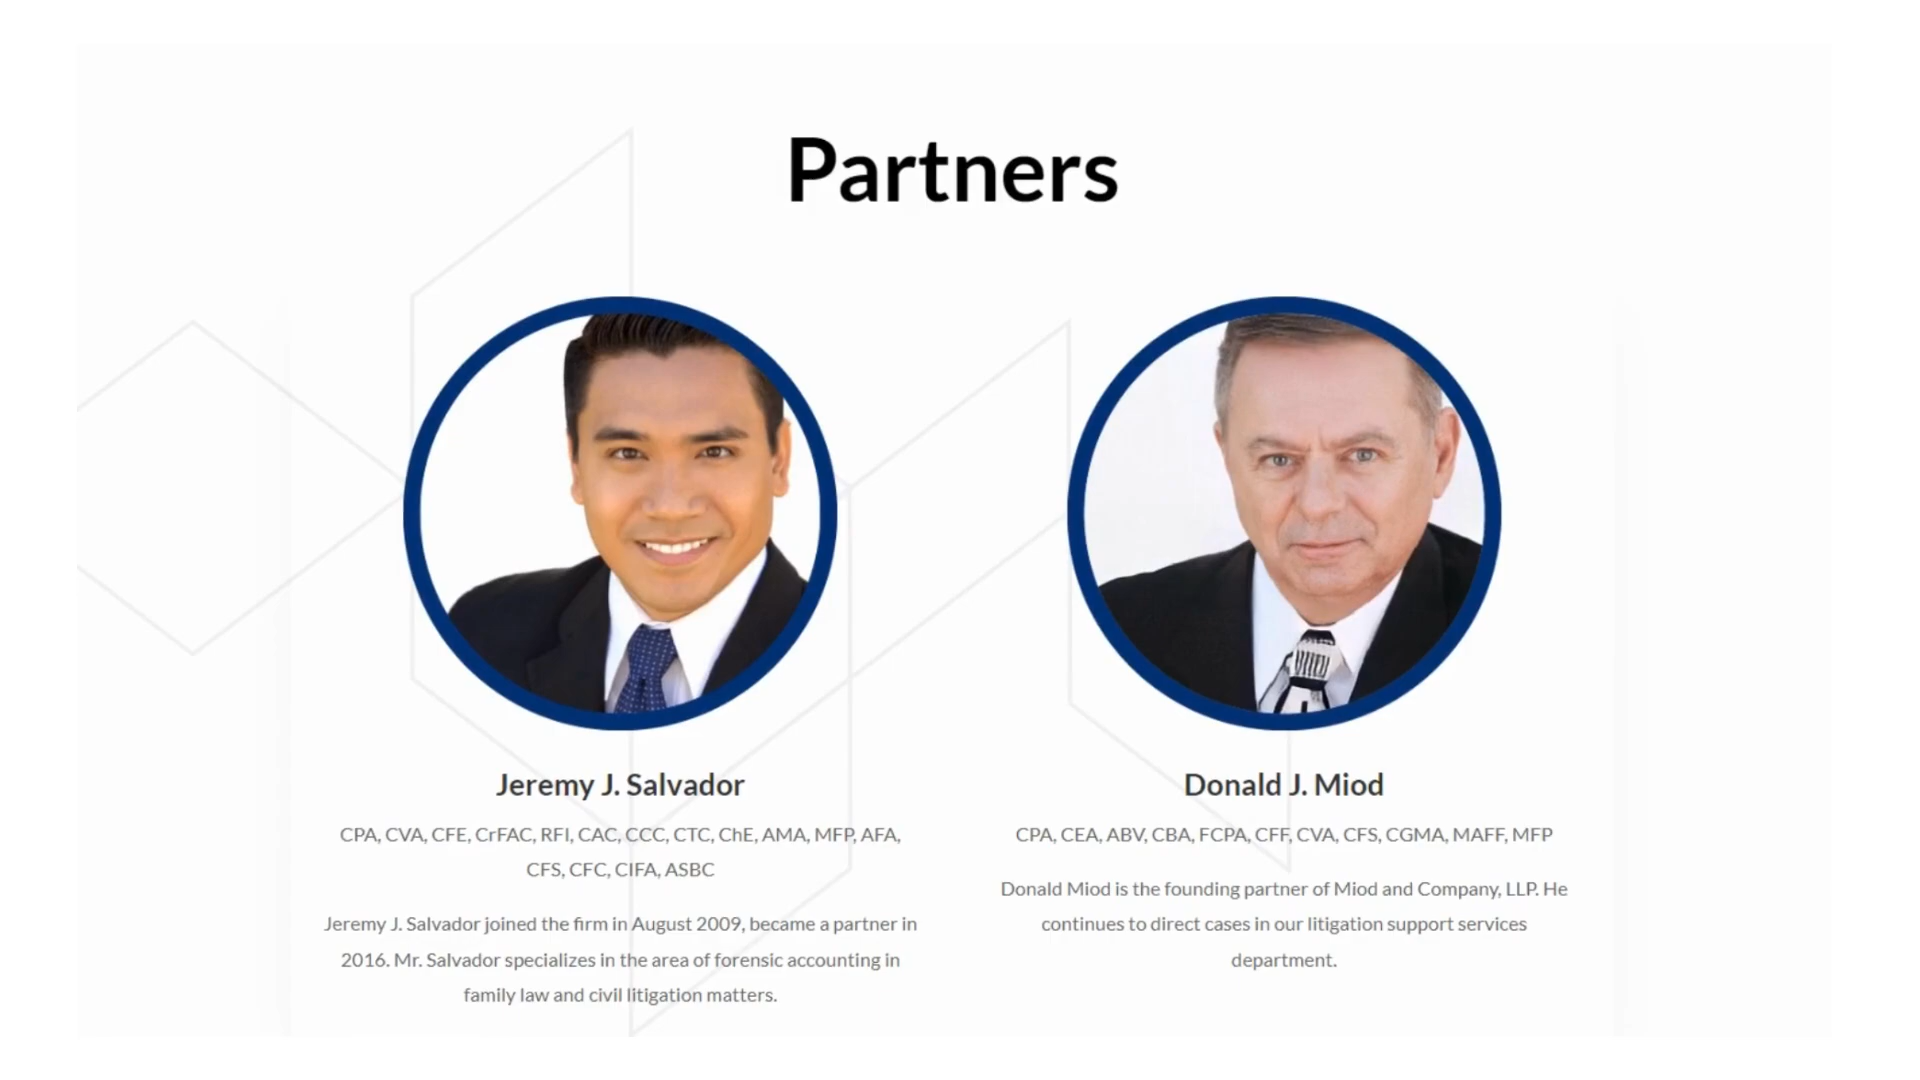 Partners
Jeremy J. Salvador
CPA, CVA, CFE, CrFAC, RFI, CAC, CCC, CTC, ChE, AMA, MFP, AFA,
CFS, CFC, CIFA, ASBC
Jeremy J. Salvador joined the firm in August 2009, became a partner in
2016. Mr. Salvador specializes in the area of forensic accounting in
family law and civil litigation matters.
Donald J. Miod
CPA, CEA, ABV, CBA, FCPA, CFF, CVA, CFS, CGMA, MAFF, MFP
Donald Miod is the founding partner of Miod and Company, LLP. He
continues to direct cases in our litigation support services
department.